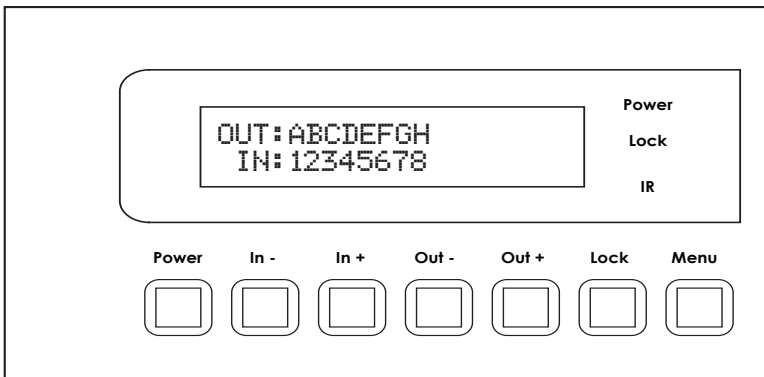 Power
OUT:ABCDEFGH
Lock
IN:12345678
IR
Power In - In + Out - Out + Lock Menu